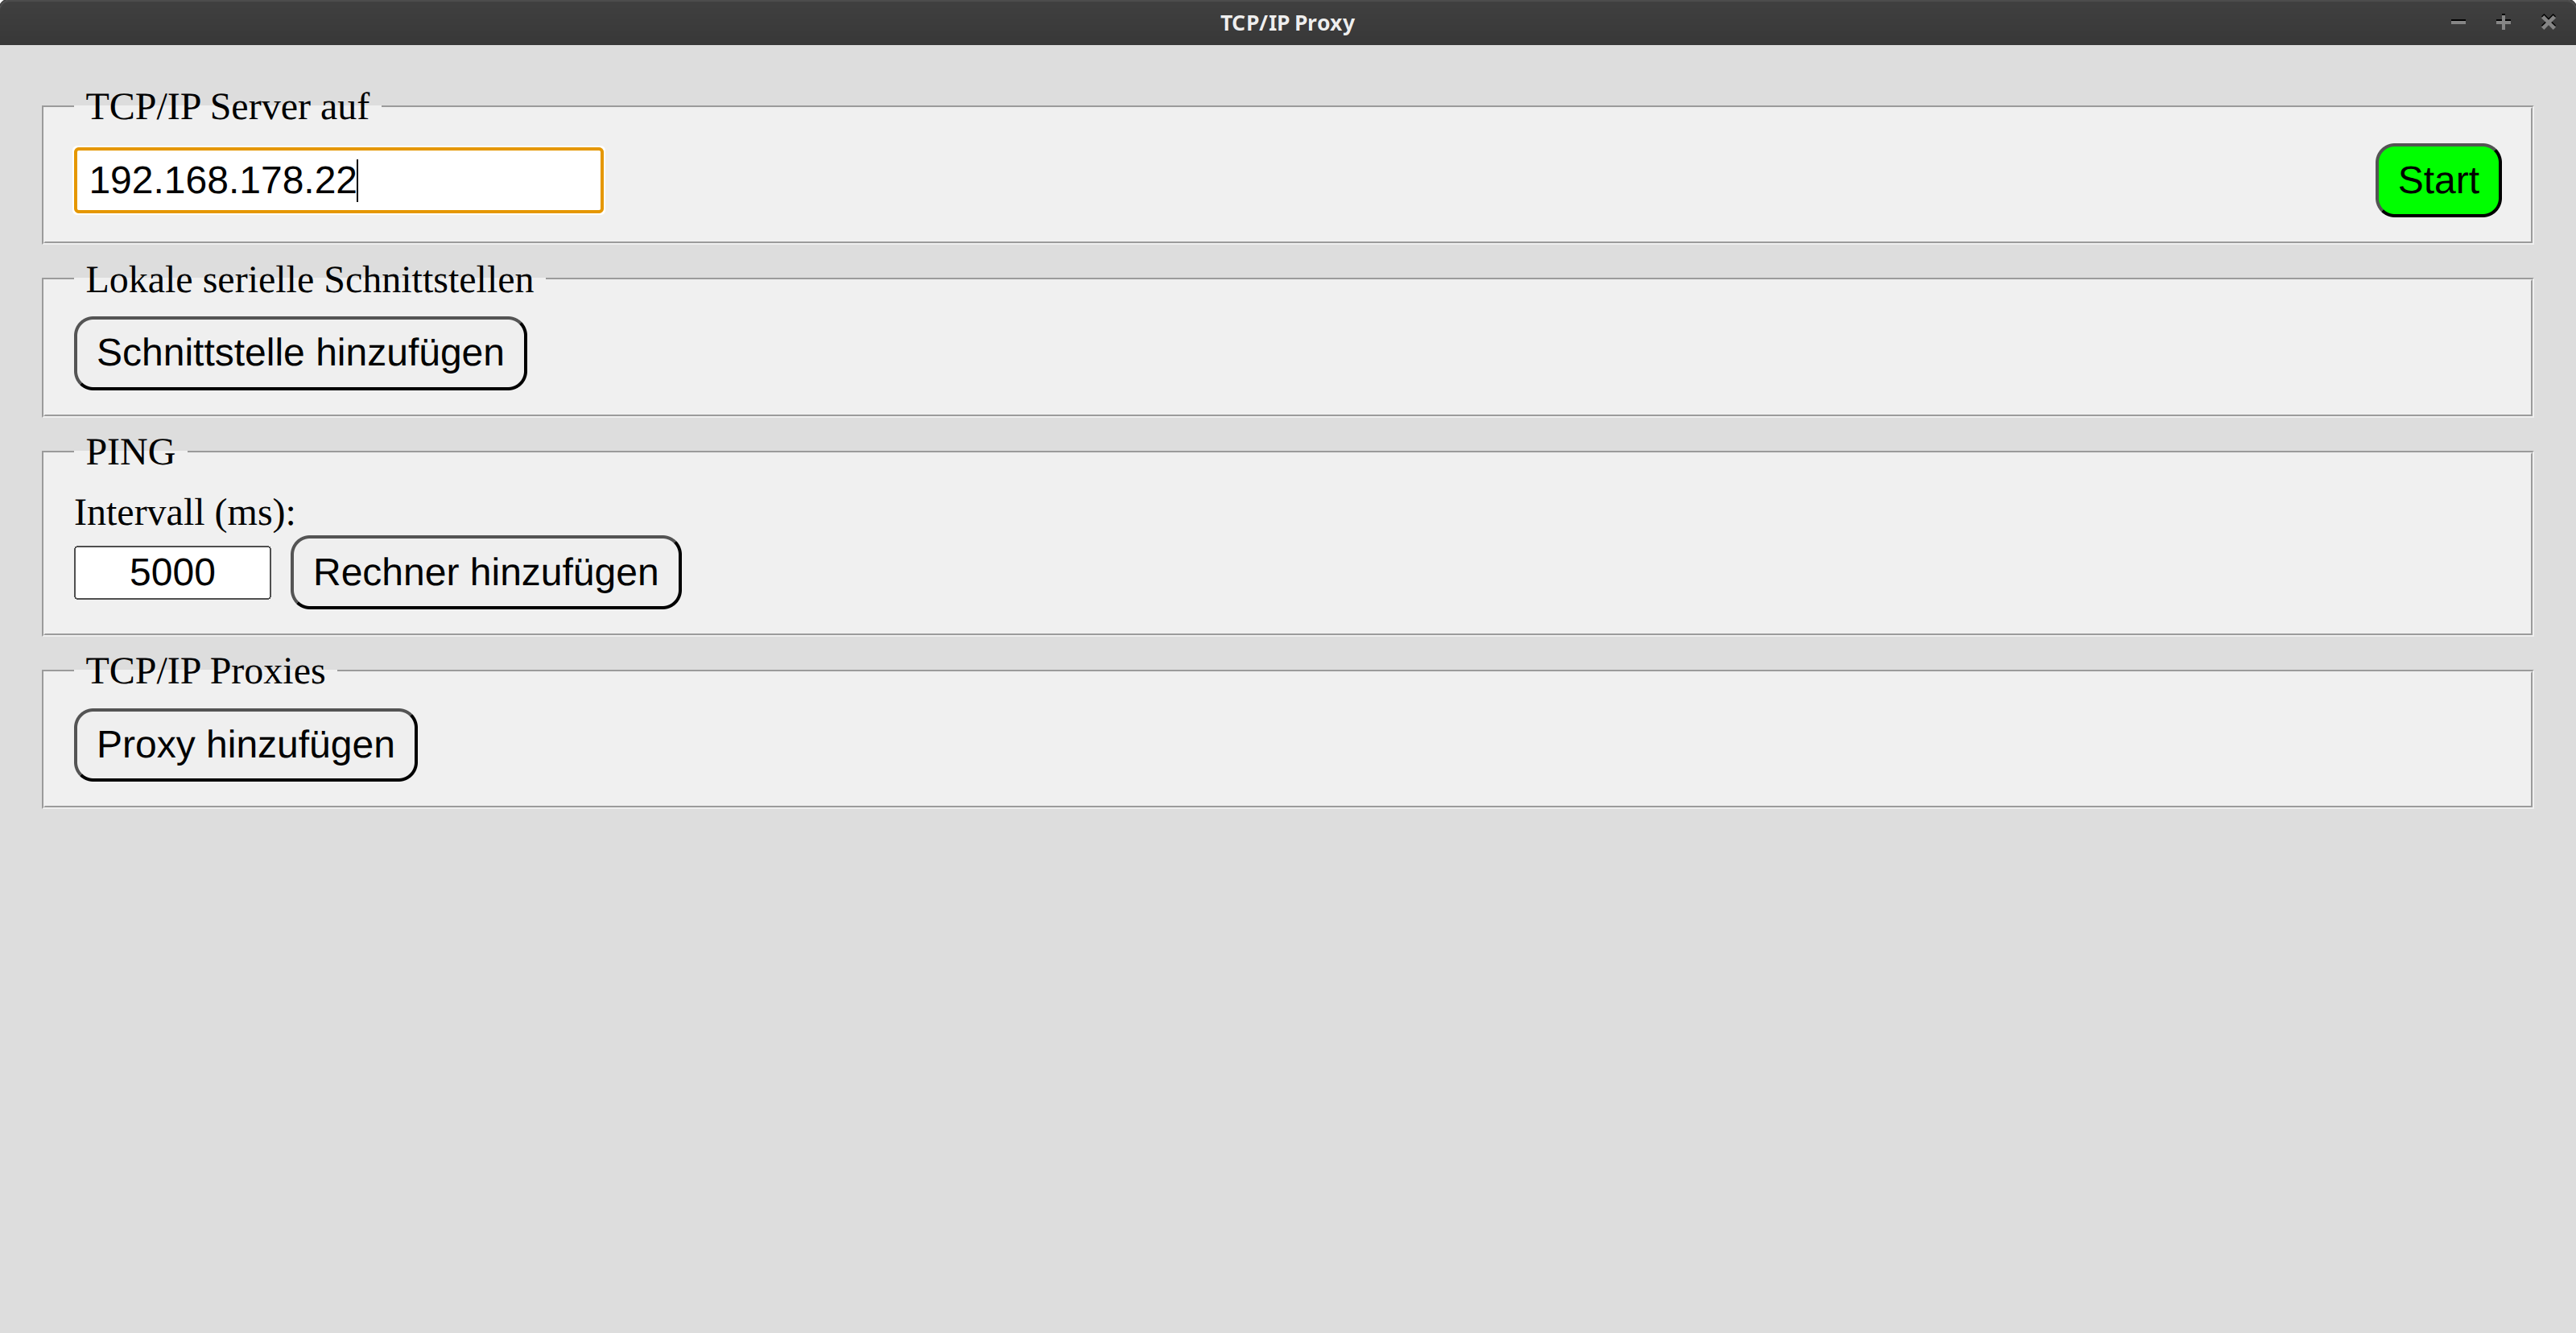 TCP/IP Proxy
TCP/IP Server auf
192.168.178.22 Start
Lokale serielle Schnittstellen
Schnittstelle hinzufügen
PING
Intervall (ms):
5000 Rechner hinzufügen
TCP/IP Proxies
Proxy hinzufügen